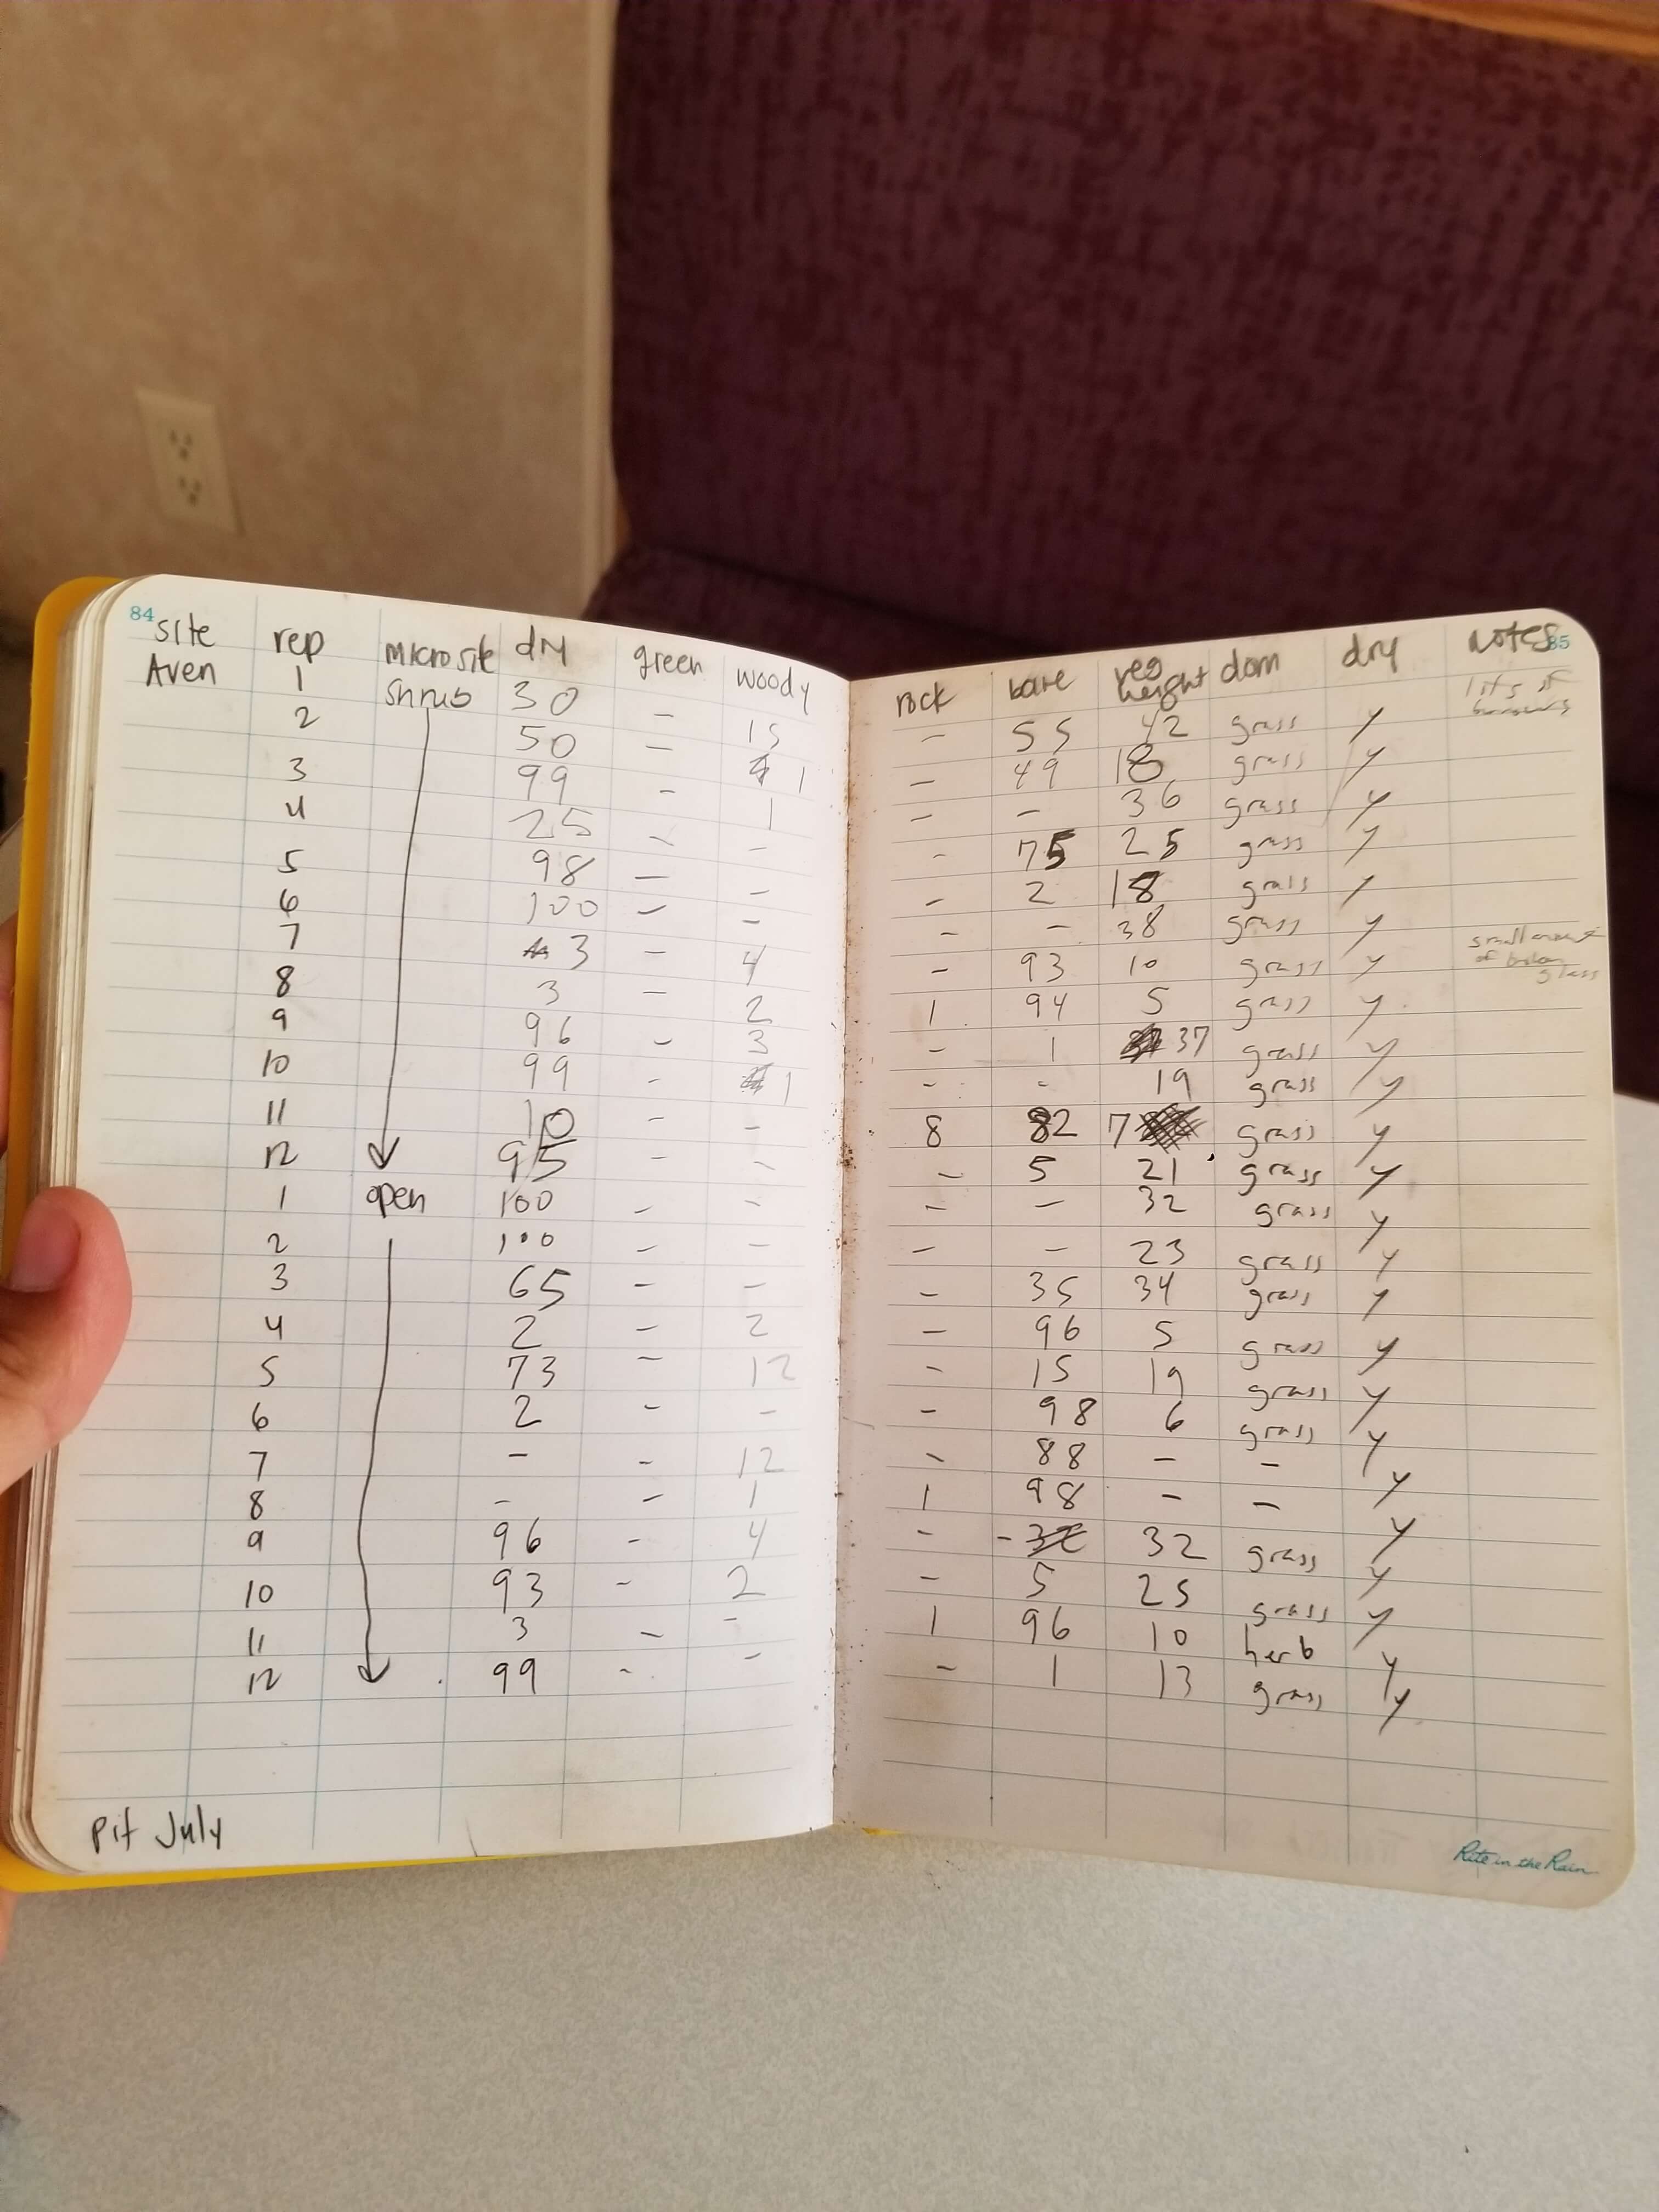 84 85
site rep microsite dry green woody rock bare veg height dom dry notes
Aven 1 shrub 30 – 15 – 55 42 grass y lots of burrows
2 50 – 1 – 49 18 grass y
3 99 – 1 – – 36 grass y
4 25 – – – 75 25 grass y
5 98 – – – 2 18 grass y
6 100 – – – – 38 grass y
7 3 – 4 – 93 10 grass y small amount of broken glass
8 3 – 2 1 94 5 grass y
9 96 – 3 – 1 37 grass y
10 99 – 1 – – 19 grass y
11 10 – – 8 82 7 grass y
12 95 – – – 5 21 grass y
1 open 100 – – – – 32 grass y
2 100 – – – – 23 grass y
3 65 – – – 35 34 grass y
4 2 – 2 – 96 5 grass y
5 73 – 12 – 15 19 grass y
6 2 – – – 98 6 grass y
7 – – 12 – 88 – – y
8 – – 1 1 98 – – y
9 96 – 4 – – 32 grass y
10 93 – 2 – 5 25 grass y
11 3 – – 1 96 10 herb y
12 99 – – – 1 13 grass y
Pit July
Rite in the Rain